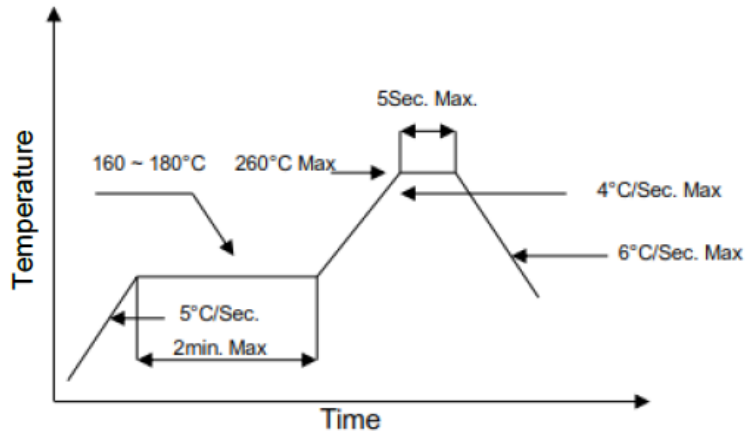 5Sec. Max.
160 ~ 180°C
260°C Max
4°C/Sec. Max
6°C/Sec. Max
5°C/Sec.
2min. Max
Temperature
Time